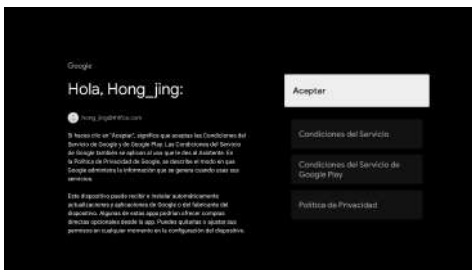 Google
Hola, Hong_jing:
Si haces clic en "Aceptar", significa que aceptas las Condiciones del
Servicio de Google y de Google Play. Las Condiciones del Servicio
de Google también se aplican al uso que le des al Asistente. En
la Política de Privacidad de Google, se describe el modo en que
Google administra la información que se genera cuando usas sus
servicios.
Este dispositivo puede recibir e instalar automáticamente
actualizaciones y aplicaciones de Google o del fabricante del
dispositivo. Algunas de estas apps podrían ofrecer compras
directas opcionales desde la app. Puedes quitarlas o ajustar sus
permisos en cualquier momento en la configuración del dispositivo.
Aceptar
Condiciones del Servicio
Condiciones del Servicio de
Google Play
Política de Privacidad